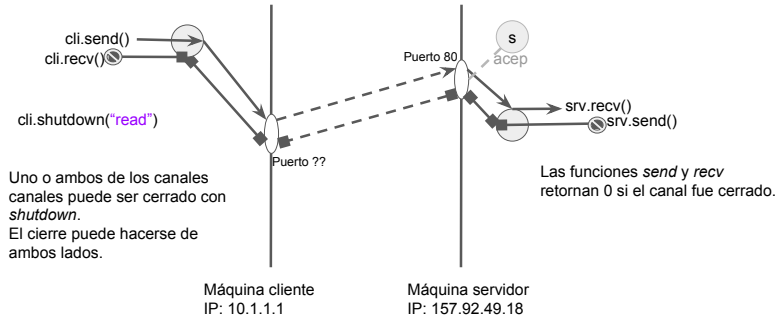 cli.send()
cli.recv()
cli.shutdown(“read”)
Uno o ambos de los canales
canales puede ser cerrado con
shutdown.
El cierre puede hacerse de
ambos lados.
Puerto ??
Máquina cliente
IP: 10.1.1.1
Puerto 80
s
acep
srv.recv()
srv.send()
Las funciones send y recv
retornan 0 si el canal fue cerrado.
Máquina servidor
IP: 157.92.49.18